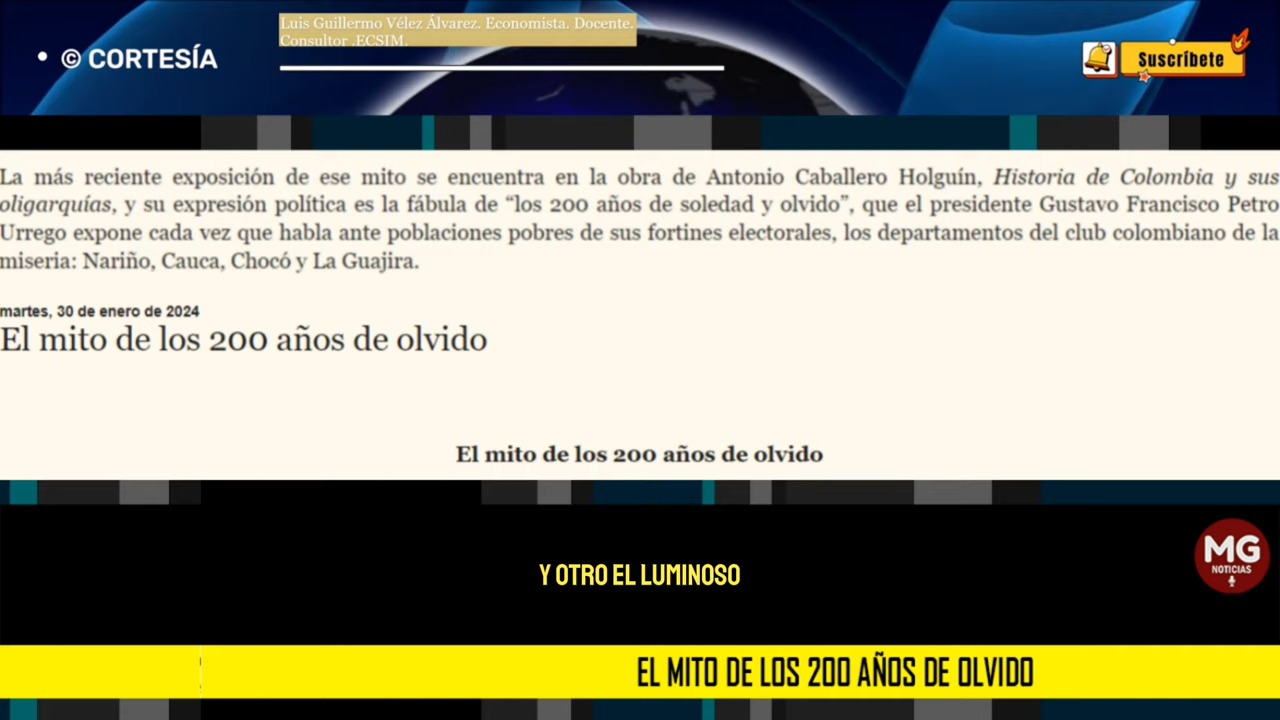 Luis Guillermo Vélez Álvarez. Economista. Docente.
Consultor .ECSIM.
• © CORTESÍA
Suscríbete
La más reciente exposición de ese mito se encuentra en la obra de Antonio Caballero Holguín, Historia de Colombia y sus
oligarquías, y su expresión política es la fábula de “los 200 años de soledad y olvido”, que el presidente Gustavo Francisco Petro
Urrego expone cada vez que habla ante poblaciones pobres de sus fortines electorales, los departamentos del club colombiano de la
miseria: Nariño, Cauca, Chocó y La Guajira.
martes, 30 de enero de 2024
El mito de los 200 años de olvido
El mito de los 200 años de olvido
MG
NOTICIAS
Y OTRO EL LUMINOSO
EL MITO DE LOS 200 AÑOS DE OLVIDO